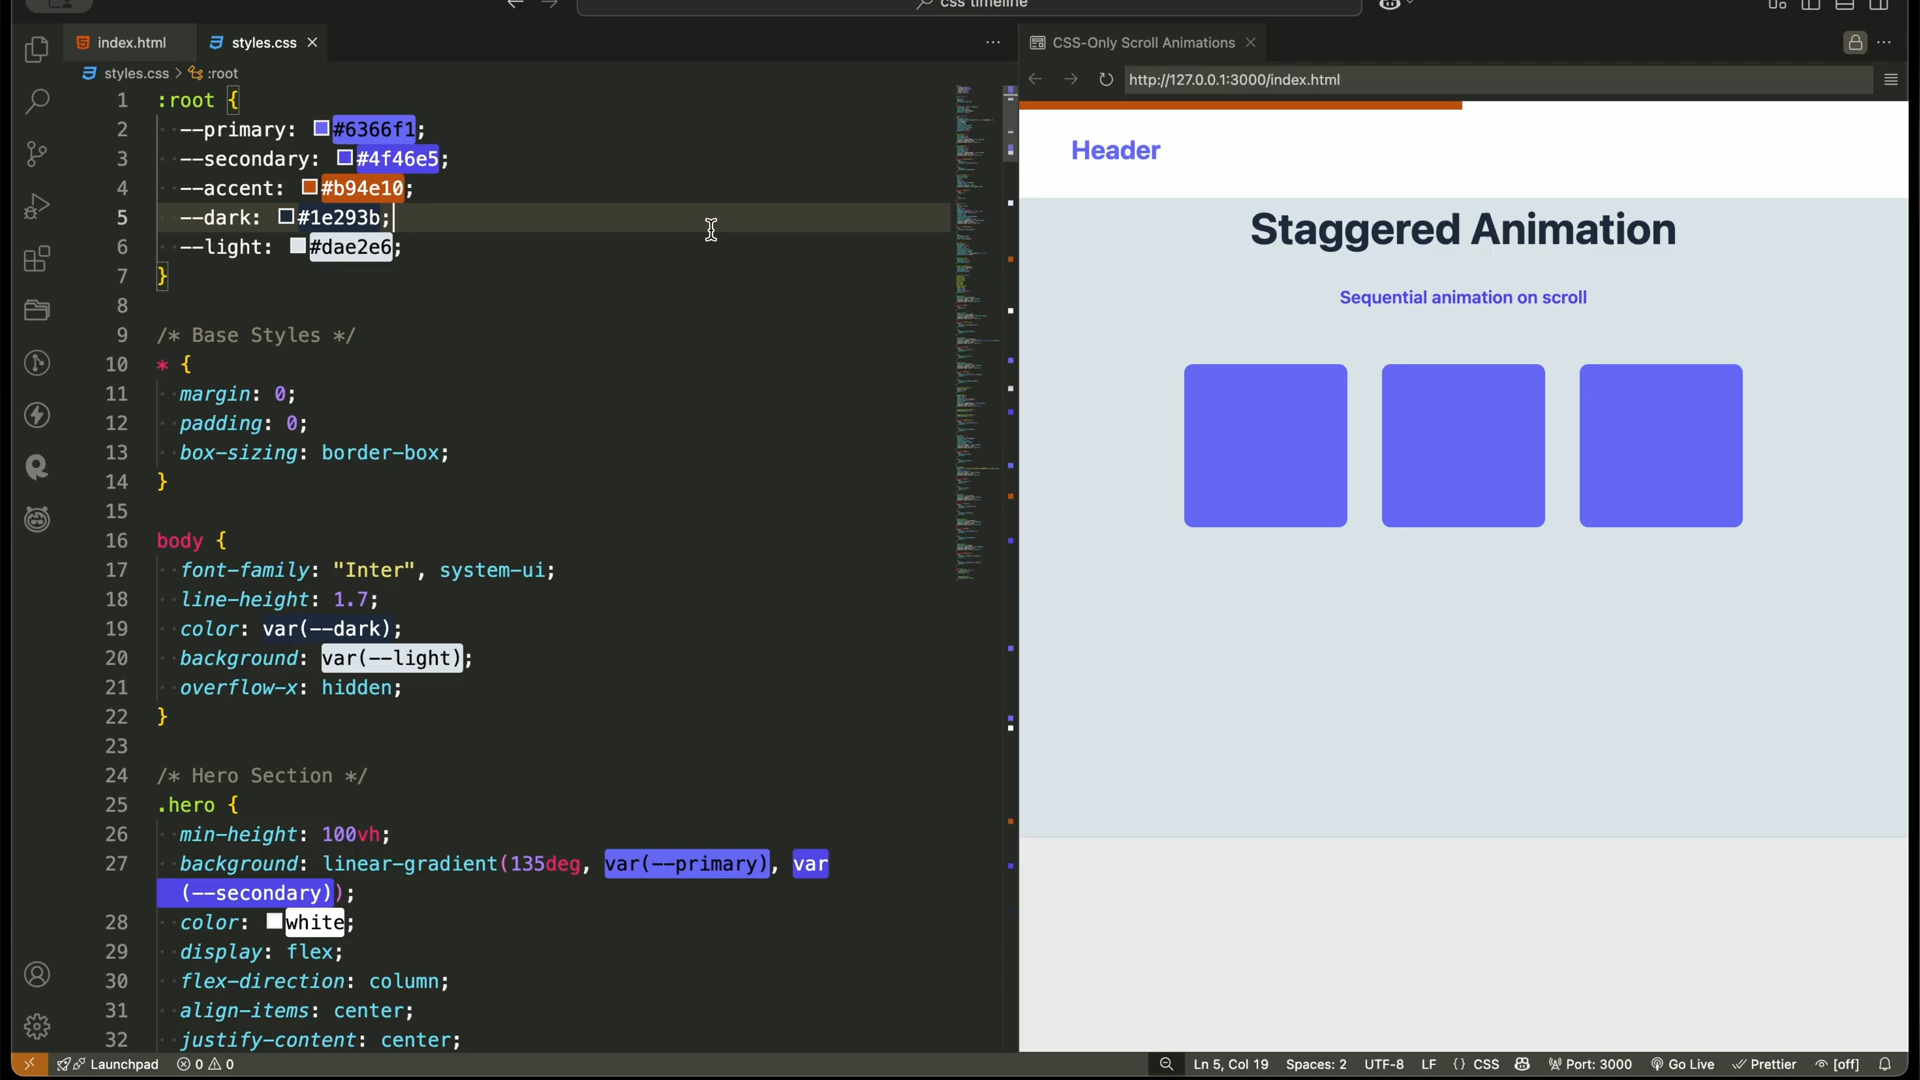 css timeline
index.html
styles.css
CSS-Only Scroll Animations
styles.css > :root
http://127.0.0.1:3000/index.html
1 :root {
2 --primary: #6366f1;
3 --secondary: #4f46e5;
4 --accent: #b94e10;
5 --dark: #1e293b;
6 --light: #dae2e6;
7 }
8
9 /* Base Styles */
10 * {
11 margin: 0;
12 padding: 0;
13 box-sizing: border-box;
14 }
15
16 body {
17 font-family: "Inter", system-ui;
18 line-height: 1.7;
19 color: var(--dark);
20 background: var(--light);
21 overflow-x: hidden;
22 }
23
24 /* Hero Section */
25 .hero {
26 min-height: 100vh;
27 background: linear-gradient(135deg, var(--primary), var
(--secondary));
28 color: white;
29 display: flex;
30 flex-direction: column;
31 align-items: center;
32 justify-content: center;
Header
Staggered Animation
Sequential animation on scroll
Launchpad
0 0
Ln 5, Col 19
Spaces: 2
UTF-8
LF
{ } CSS
Port: 3000
Go Live
Prettier
[off]